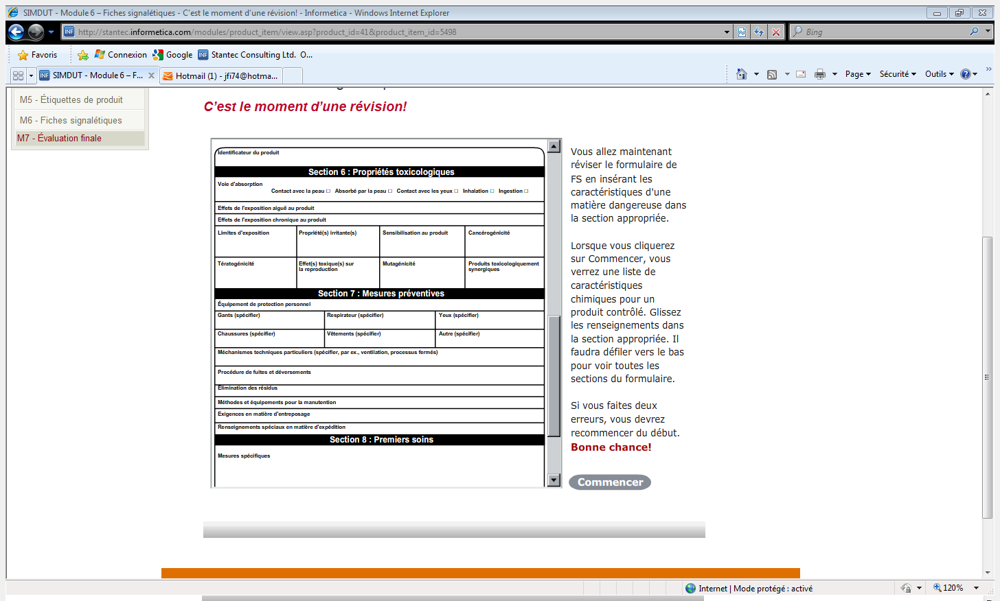 SIMDUT - Module 6 – Fiches signalétiques - C'est le moment d'une révision! - Informetica - Windows Internet Explorer
http://stantec.informetica.com/modules/product_item/view.asp?product_id=41&product_item_id=5498
Bing
Favoris
Connexion
Google
Stantec Consulting Ltd. O...
SIMDUT - Module 6 – F...
Hotmail (1) - jfi74@hotma...
Page
Sécurité
Outils
M5 - Étiquettes de produit
M6 - Fiches signalétiques
M7 - Évaluation finale
C'est le moment d'une révision!
Identificateur du produit
Section 6 : Propriétés toxicologiques
Voie d'absorption
Contact avec la peau Absorbé par la peau Contact avec les yeux Inhalation Ingestion
Effets de l'exposition aiguë au produit
Effets de l'exposition chronique au produit
Limites d'exposition
Propriété(s) irritante(s)
Sensibilisation au produit
Cancérogénicité
Tératogénicité
Effet(s) toxique(s) sur
la reproduction
Mutagénicité
Produits toxicologiquement
synergiques
Section 7 : Mesures préventives
Équipement de protection personnel
Gants (spécifier)
Respirateur (spécifier)
Yeux (spécifier)
Chaussures (spécifier)
Vêtements (spécifier)
Autre (spécifier)
Méchanismes techniques particuliers (spécifier, par ex., ventilation, processus fermés)
Procédure de fuites et déversements
Élimination des résidus
Méthodes et équipements pour la manutention
Exigences en matière d'entreposage
Renseignements spéciaux en matière d'expédition
Section 8 : Premiers soins
Mesures spécifiques
Vous allez maintenant
réviser le formulaire de
FS en insérant les
caractéristiques d'une
matière dangereuse dans
la section appropriée.
Lorsque vous cliquerez
sur Commencer, vous
verrez une liste de
caractéristiques
chimiques pour un
produit contrôlé. Glissez
les renseignements dans
la section appropriée. Il
faudra défiler vers le bas
pour voir toutes les
sections du formulaire.
Si vous faites deux
erreurs, vous devrez
recommencer du début.
Bonne chance!
Commencer
Internet | Mode protégé : activé
120%